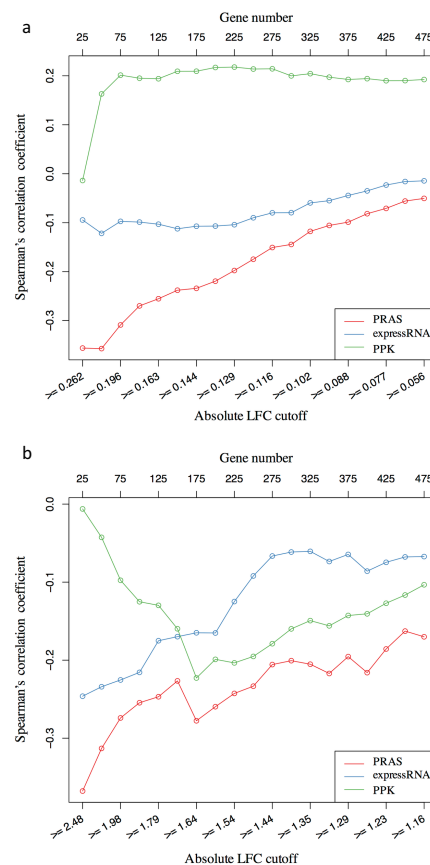 a
Gene number
25 75 125 175 225 275 325 375 425 475
Spearman's correlation coefficient
0.2
0.1
0.0
-0.1
-0.2
-0.3
PRAS
expressRNA
PPK
>= 0.262 >= 0.196 >= 0.163 >= 0.144 >= 0.129 >= 0.116 >= 0.102 >= 0.088 >= 0.077 >= 0.056
Absolute LFC cutoff
b
Gene number
25 75 125 175 225 275 325 375 425 475
Spearman's correlation coefficient
0.0
-0.1
-0.2
-0.3
PRAS
expressRNA
PPK
>= 2.48 >= 1.98 >= 1.79 >= 1.64 >= 1.54 >= 1.44 >= 1.35 >= 1.29 >= 1.23 >= 1.16
Absolute LFC cutoff